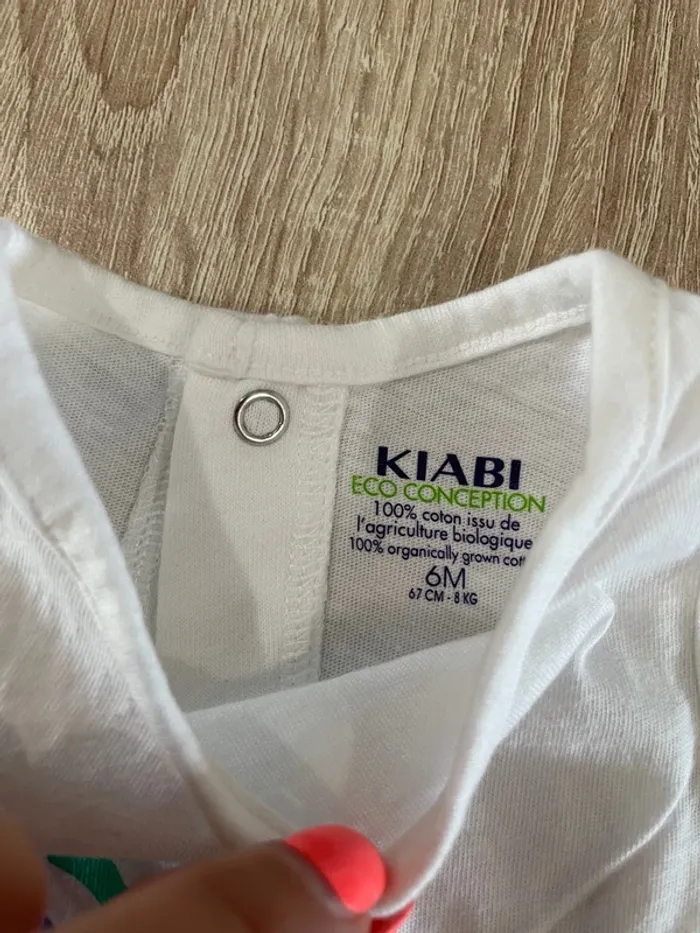 KIABI
ECO CONCEPTION
100% coton issu de
l'agriculture biologique
100% organically grown
6M
67 CM - 8 KG